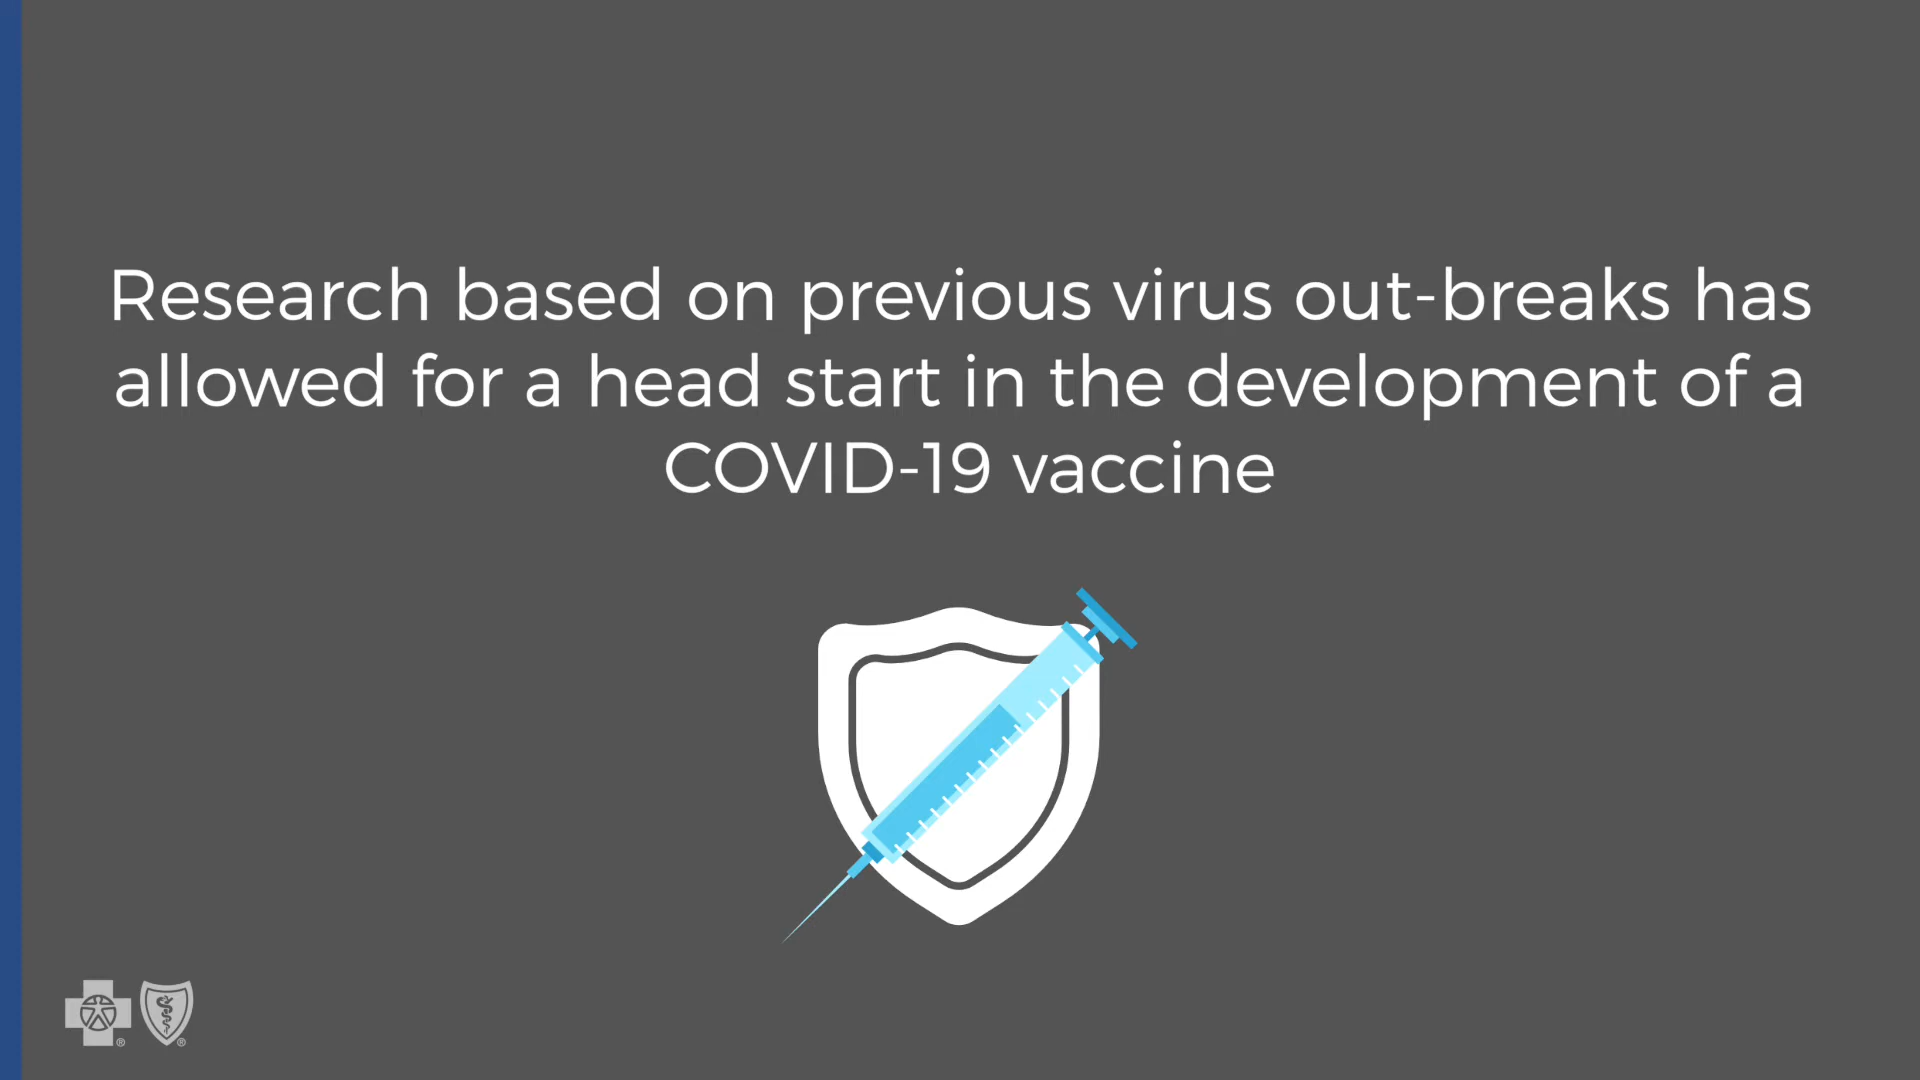 Research based on previous virus out-breaks has
allowed for a head start in the development of a
COVID-19 vaccine
® ®